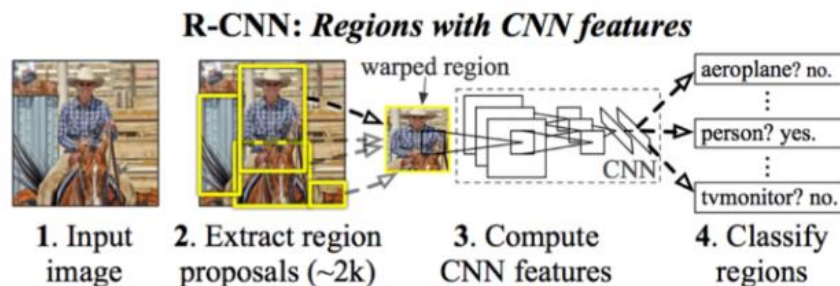 R-CNN: Regions with CNN features
warped region
aeroplane? no.
⋮
person? yes.
⋮
tvmonitor? no.
CNN
1. Input image
2. Extract region proposals (~2k)
3. Compute CNN features
4. Classify regions